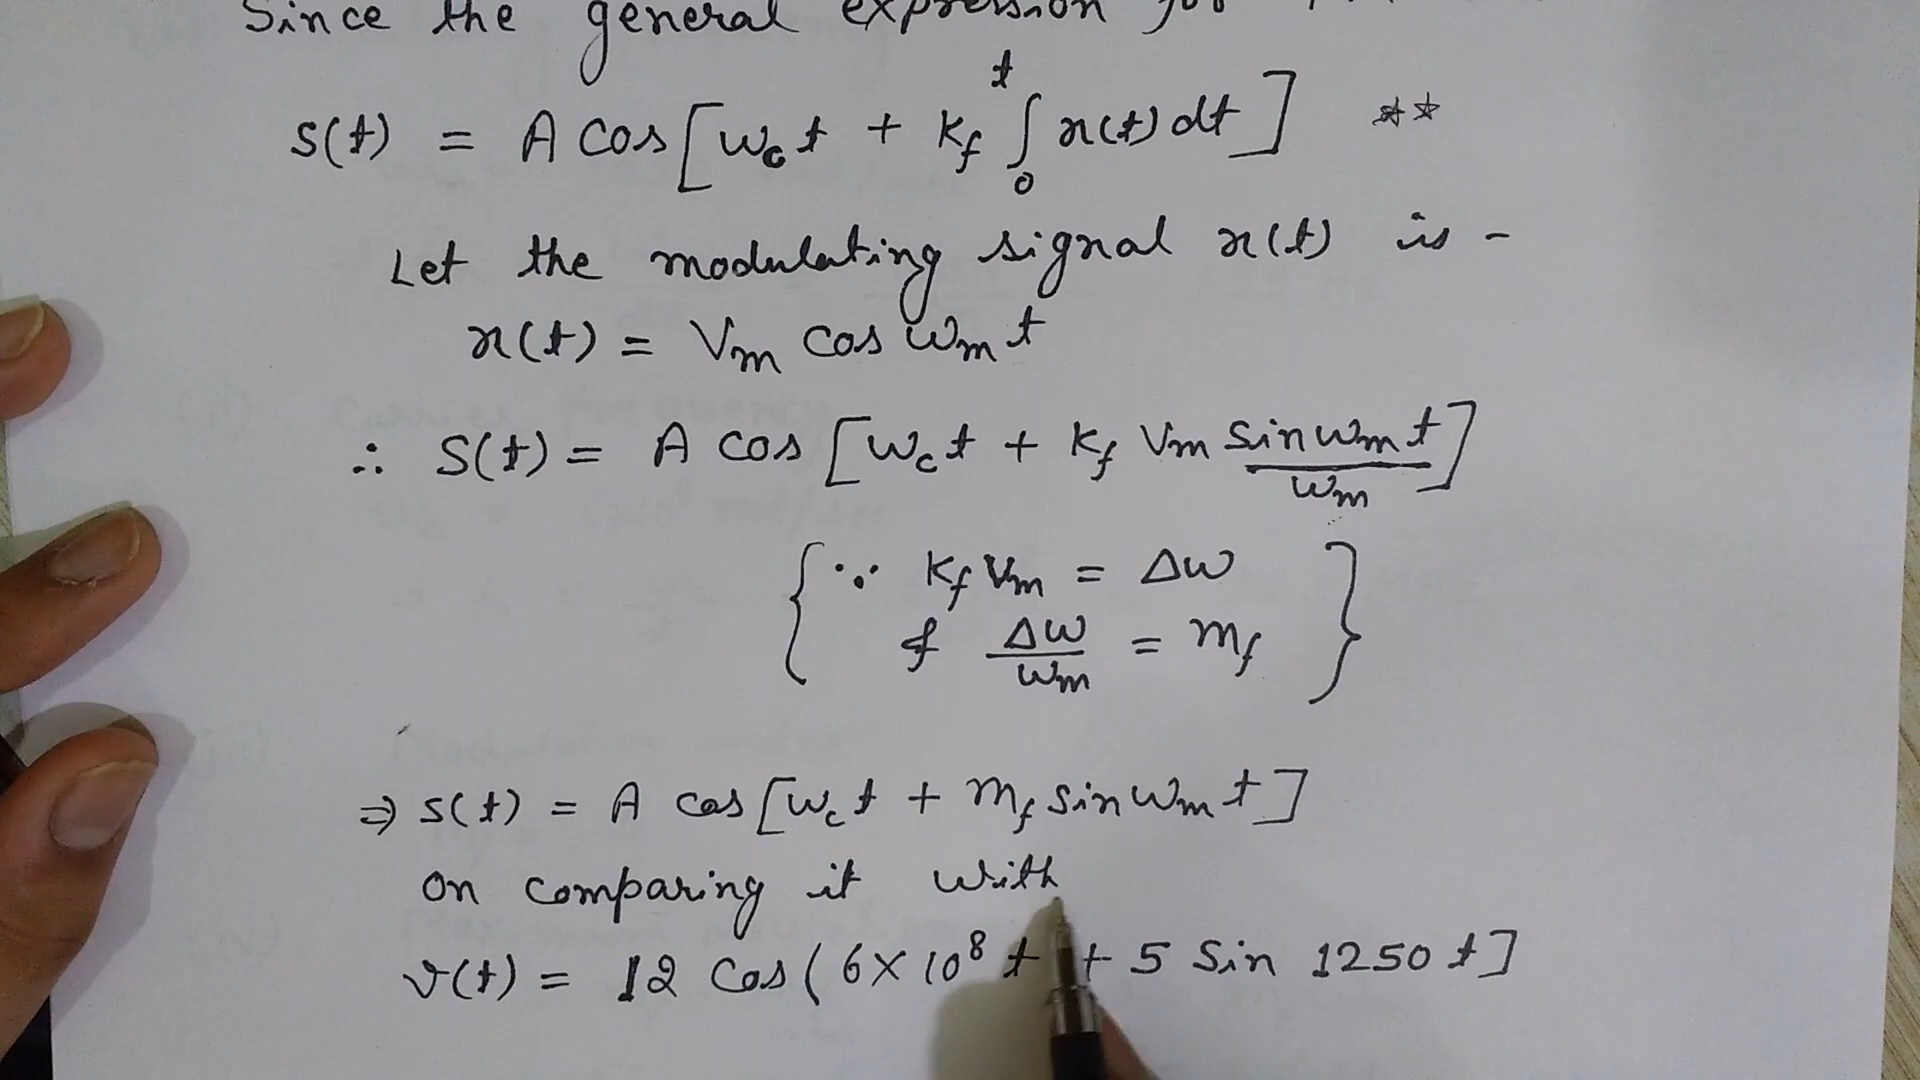 Since the general expression for
S(t) = A Cos[ωc t + Kf ∫₀ᵗ x(t) dt] **
Let the modulating signal x(t) is -
x(t) = Vm cos ωm t
∴ S(t) = A cos [ωc t + Kf Vm sin ωm t / ωm]
{ ∵ Kf Vm = Δω
& Δω / ωm = mf }
⇒ s(t) = A cos [ωc t + mf sin ωm t]
on comparing it with
v(t) = 12 Cos( 6×10⁸ t + 5 Sin 1250 t]